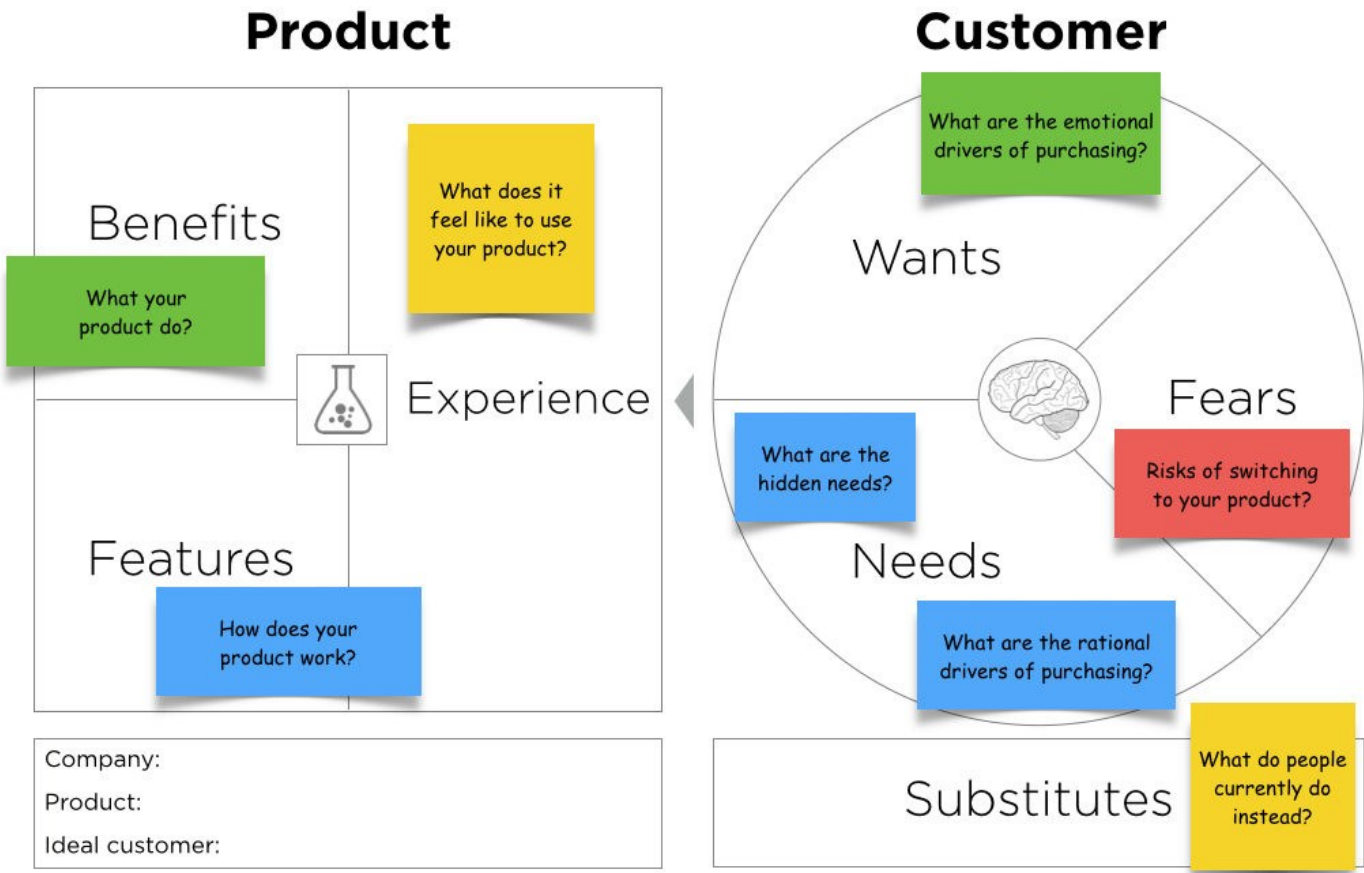 Product
Benefits
What your
product do?
What does it
feel like to use
your product?
Experience
Features
How does your
product work?
Company:
Product:
Ideal customer:
Customer
What are the emotional
drivers of purchasing?
Wants
Fears
Risks of switching
to your product?
What are the
hidden needs?
Needs
What are the rational
drivers of purchasing?
Substitutes
What do people
currently do
instead?